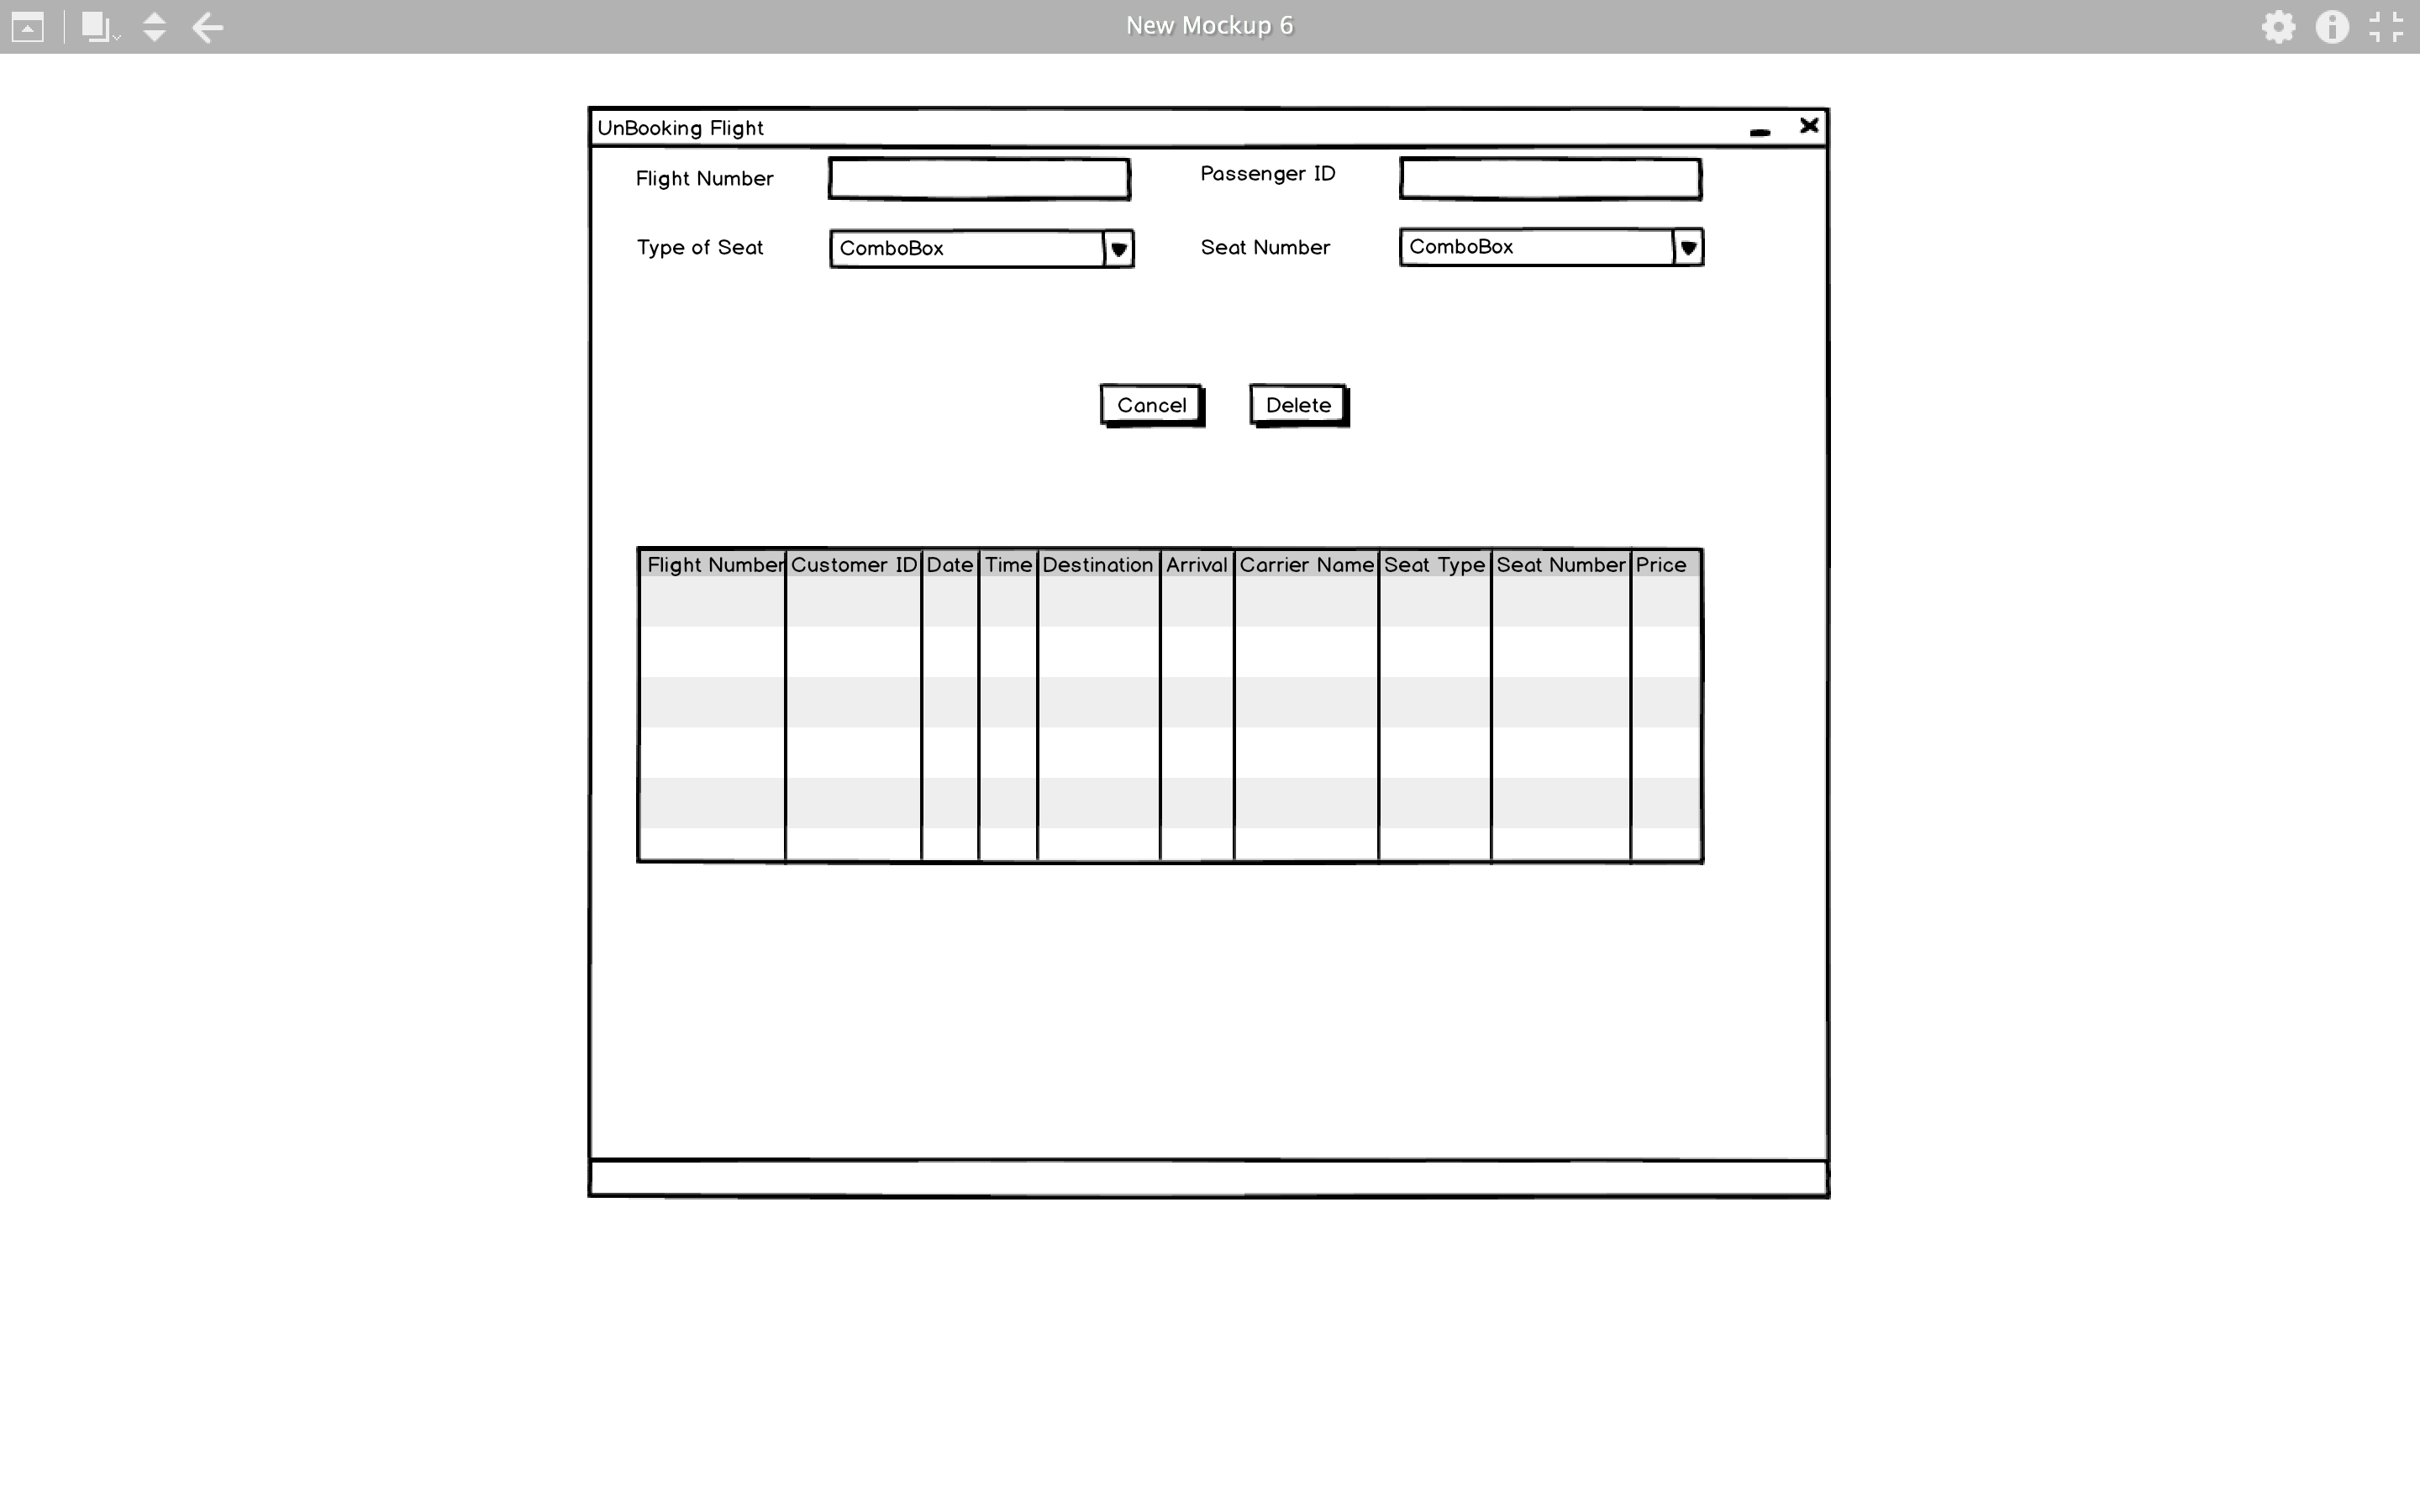 New Mockup 6
UnBooking Flight
Flight Number
Passenger ID
Type of Seat
ComboBox
Seat Number
ComboBox
Cancel
Delete
Flight Number Customer ID Date Time Destination Arrival Carrier Name Seat Type Seat Number Price